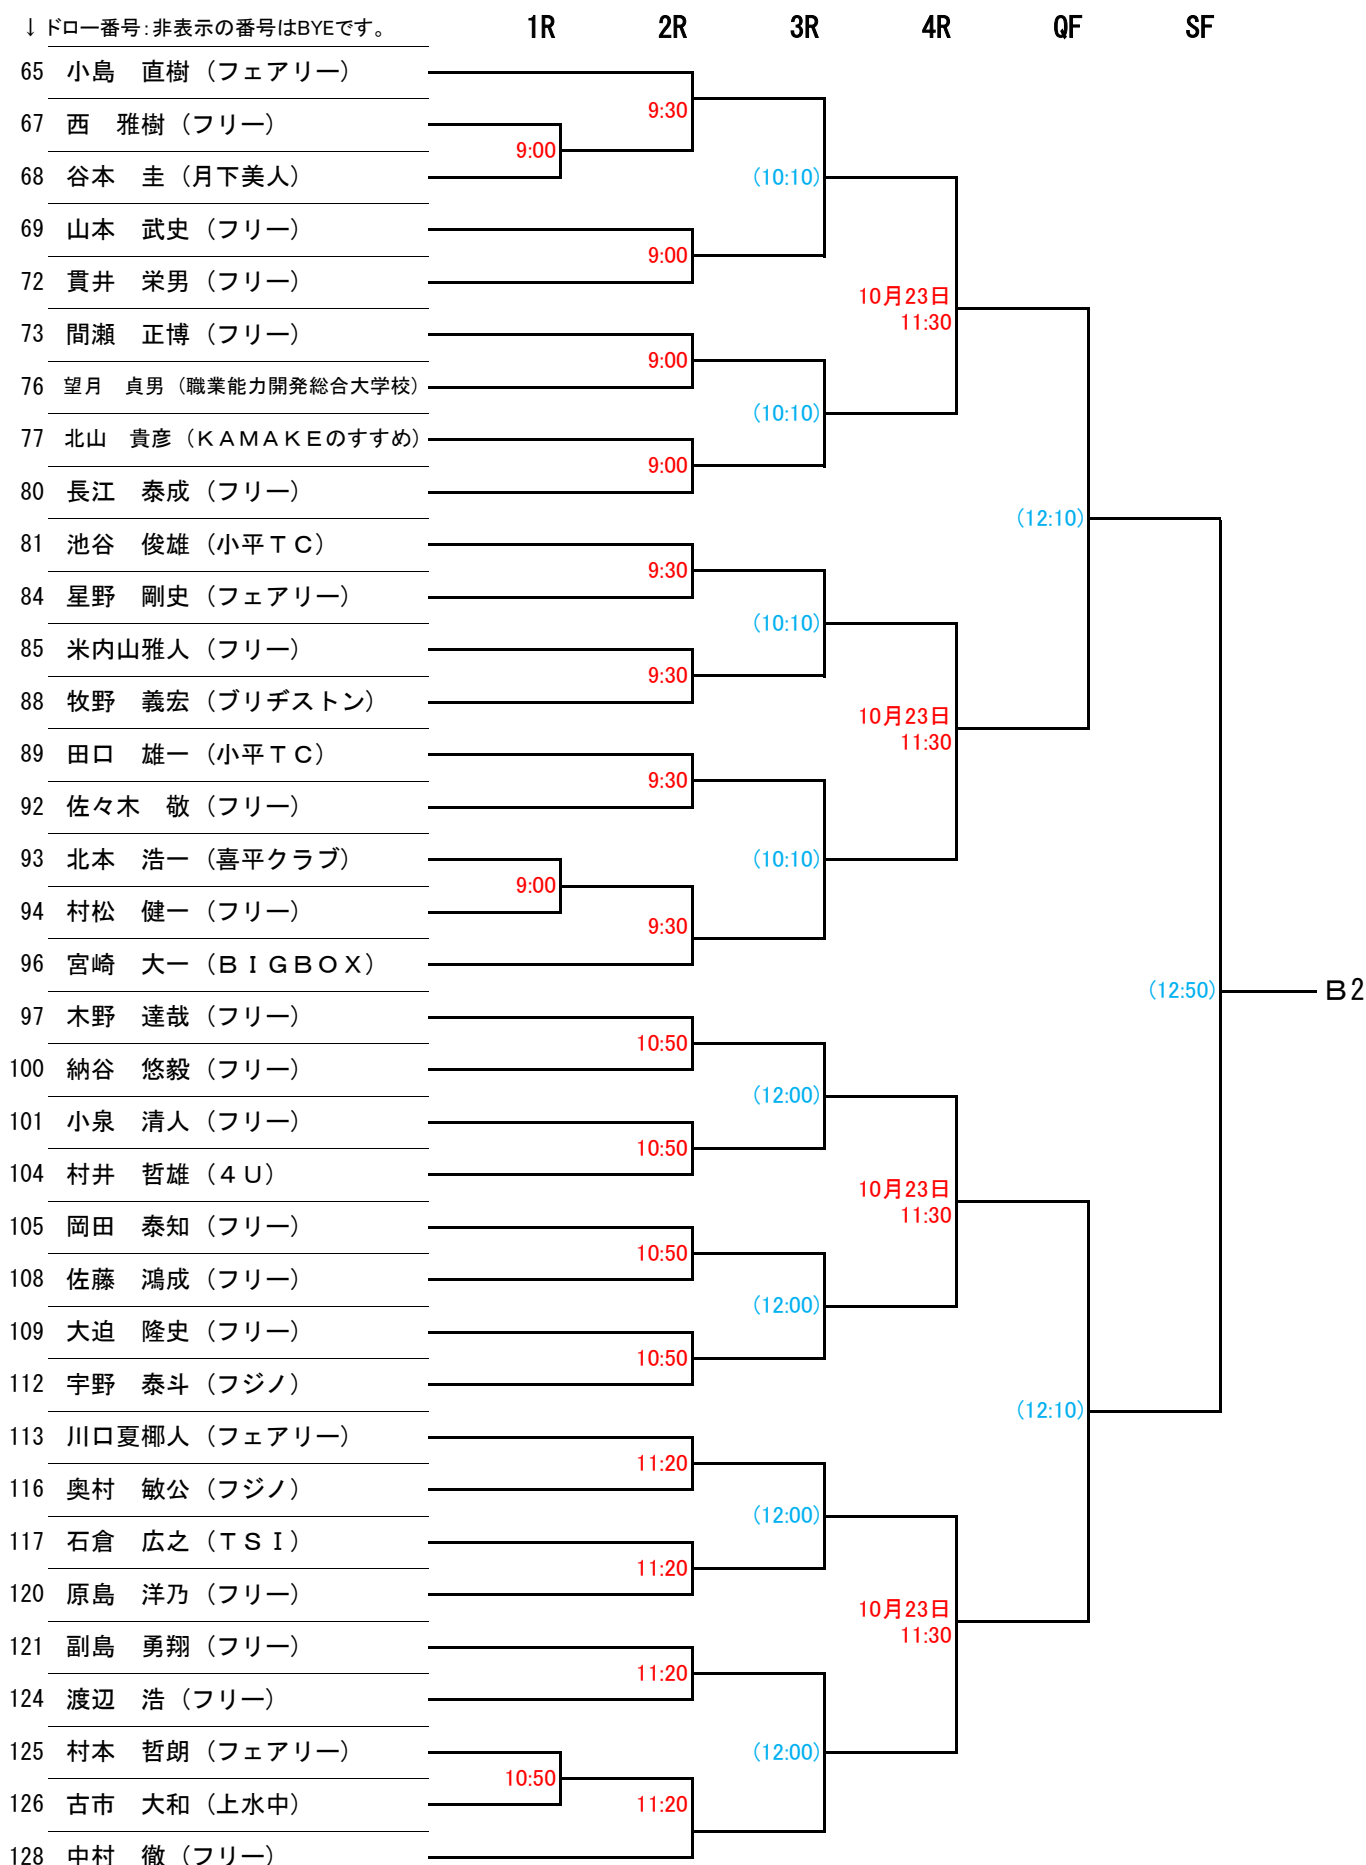 ↓ドロー番号：非表示の番号はBYEです。 1R 2R 3R 4R QF SF
65 小島　直樹（フェアリー）
9:30
67 西　雅樹（フリー）
9:00
68 谷本　圭（月下美人）
(10:10)
69 山本　武史（フリー）
9:00
72 貫井　栄男（フリー）
10月23日
11:30
73 間瀬　正博（フリー）
9:00
76 望月　貞男（職業能力開発総合大学校）
(10:10)
77 北山　貴彦（ＫＡＭＡＫＥのすすめ）
9:00
80 長江　泰成（フリー）
(12:10)
81 池谷　俊雄（小平ＴＣ）
9:30
84 星野　剛史（フェアリー）
(10:10)
85 米内山雅人（フリー）
9:30
88 牧野　義宏（ブリヂストン）
10月23日
11:30
89 田口　雄一（小平ＴＣ）
9:30
92 佐々木　敬（フリー）
93 北本　浩一（喜平クラブ）
(10:10)
9:00
94 村松　健一（フリー）
9:30
96 宮崎　大一（ＢＩＧＢＯＸ）
(12:50) Ｂ2
97 木野　達哉（フリー）
10:50
100 納谷　悠毅（フリー）
(12:00)
101 小泉　清人（フリー）
10:50
104 村井　哲雄（４Ｕ）
10月23日
11:30
105 岡田　泰知（フリー）
10:50
108 佐藤　鴻成（フリー）
(12:00)
109 大迫　隆史（フリー）
10:50
112 宇野　泰斗（フジノ）
(12:10)
113 川口夏椰人（フェアリー）
11:20
116 奥村　敏公（フジノ）
(12:00)
117 石倉　広之（ＴＳＩ）
11:20
120 原島　洋乃（フリー）
10月23日
11:30
121 副島　勇翔（フリー）
11:20
124 渡辺　浩（フリー）
125 村本　哲朗（フェアリー）
(12:00)
10:50
126 古市　大和（上水中）
11:20
128 中村　徹（フリー）